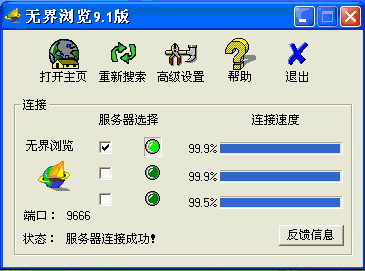 无界浏览9.1版
打开主页 重新搜索 高级设置 帮助 退出
连接
服务器选择 连接速度
无界浏览 99.9%
99.9%
99.5%
端口： 9666
状态： 服务器连接成功！
反馈信息